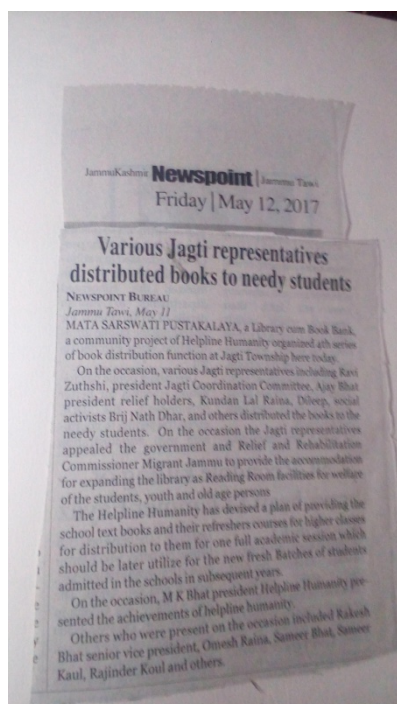 JammuKashmir Newspoint | Jammu Tawi
Friday | May 12, 2017
Various Jagti representatives
distributed books to needy students
NEWSPOINT BUREAU
Jammu Tawi, May 11
MATA SARSWATI PUSTAKALAYA, a Library cum Book Bank,
a community project of Helpline Humanity organized 4th series
of book distribution function at Jagti Township here today.
On the occasion, various Jagti representatives including Ravi
Zuthshi, president Jagti Coordination Committee, Ajay Bhat
president relief holders, Kundan Lal Raina, Dileep, social
activists Brij Nath Dhar, and others distributed the books to the
needy students. On the occasion the Jagti representatives
appealed the government and Relief and Rehabilitation
Commissioner Migrant Jammu to provide the accommodation
for expanding the library as Reading Room facilities for welfare
of the students, youth and old age persons
The Helpline Humanity has devised a plan of providing the
school text books and their refreshers courses for higher classes
for distribution to them for one full academic session which
should be later utilize for the new fresh Batches of students
admitted in the schools in subsequent years.
On the occasion, M K Bhat president Helpline Humanity pre-
sented the achievements of helpline humanity.
Others who were present on the occasion included Rakesh
Bhat senior vice president, Omesh Raina, Sameer Bhat, Sameer
Kaul, Rajinder Koul and others.